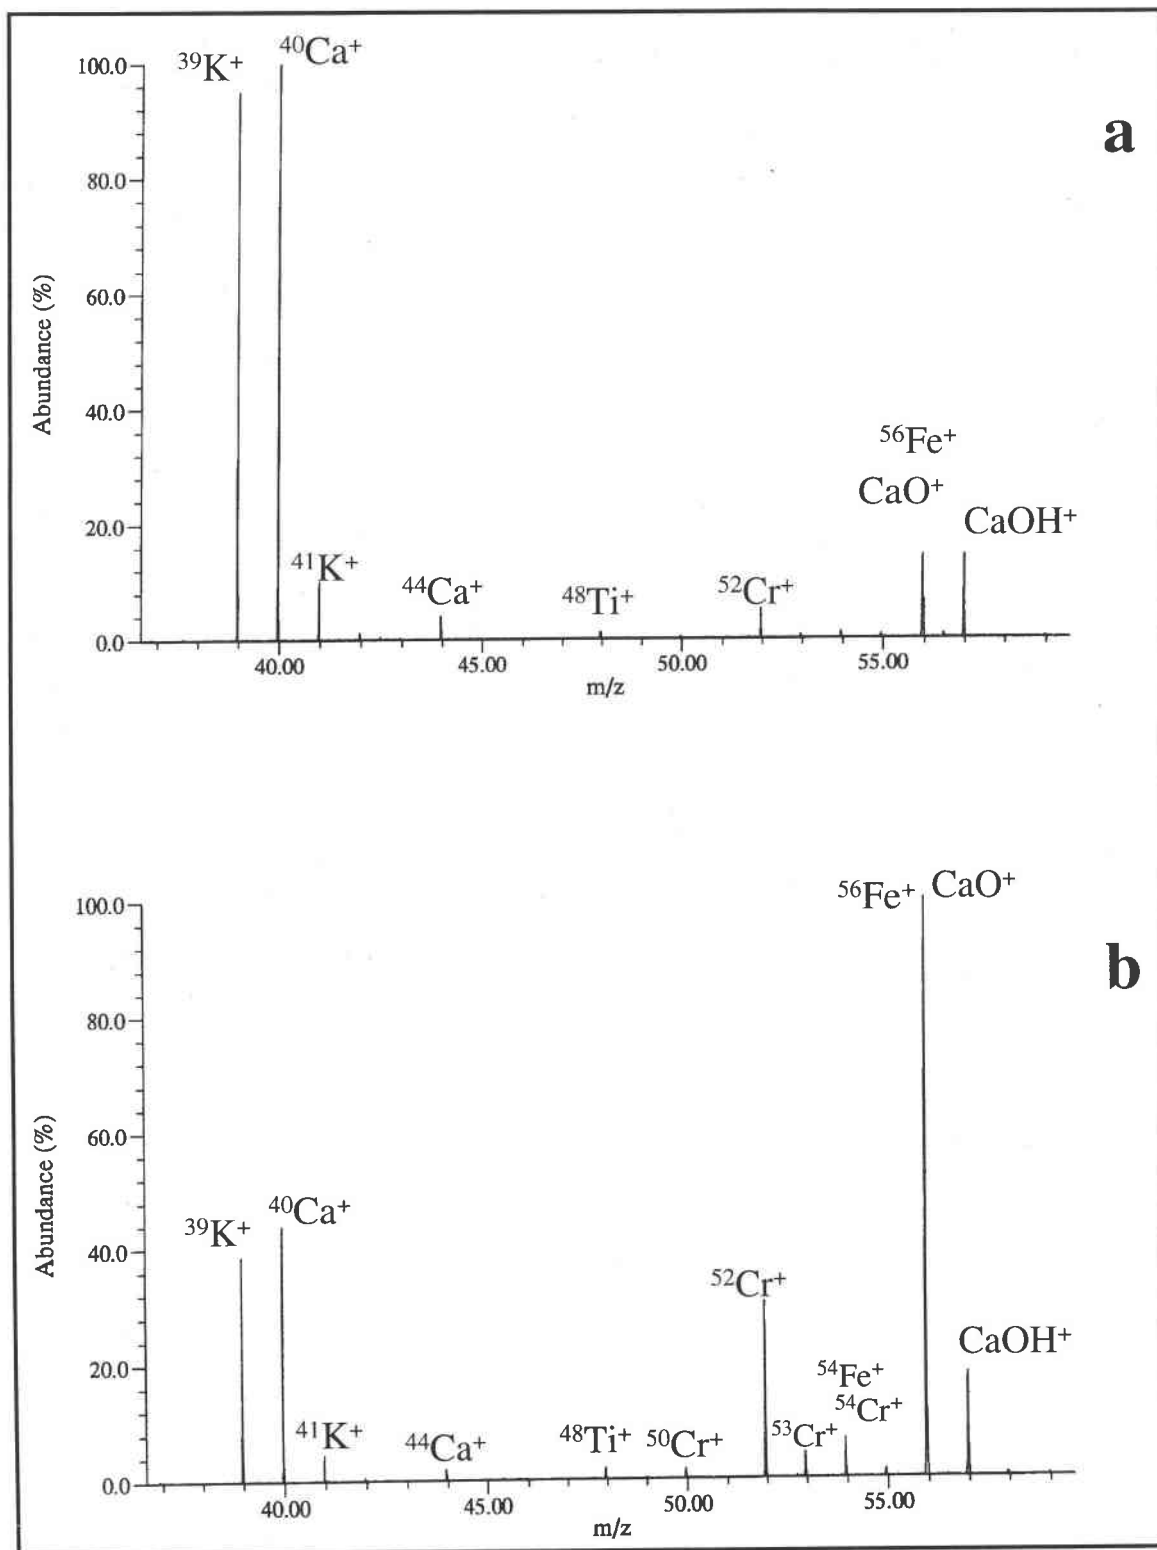 ⁴⁰Ca⁺
³⁹K⁺
100.0
a
80.0
60.0
Abundance (%)
40.0
⁵⁶Fe⁺
CaO⁺
CaOH⁺
20.0
⁴¹K⁺
⁴⁴Ca⁺
⁴⁸Ti⁺
⁵²Cr⁺
0.0
40.00 45.00 50.00 55.00
m/z
⁵⁶Fe⁺ CaO⁺
100.0
b
80.0
60.0
Abundance (%)
⁴⁰Ca⁺
³⁹K⁺
40.0
⁵²Cr⁺
CaOH⁺
20.0
⁵⁴Fe⁺
⁵⁴Cr⁺
⁴¹K⁺
⁴⁴Ca⁺
⁴⁸Ti⁺ ⁵⁰Cr⁺
⁵³Cr⁺
0.0
40.00 45.00 50.00 55.00
m/z